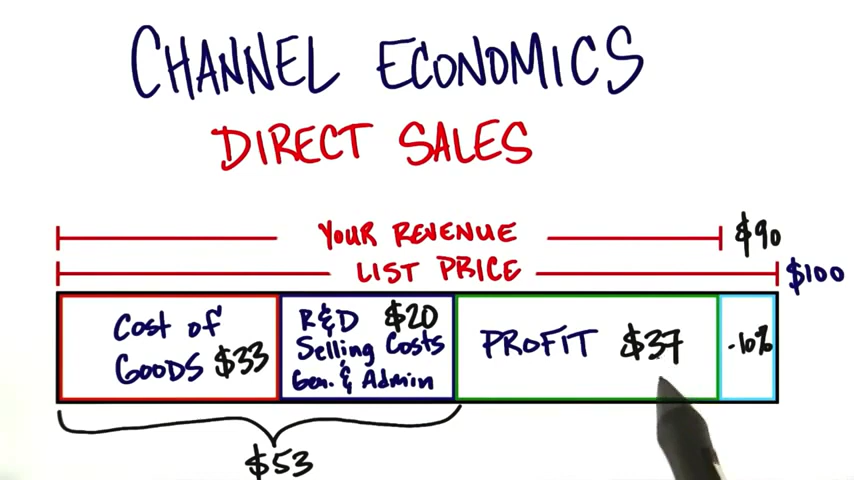 CHANNEL ECONOMICS
DIRECT SALES
YOUR REVENUE $90
LIST PRICE $100
Cost of
GOODS $33
R&D $20
Selling Costs
Gen. & Admin
PROFIT $37
-10%
$53